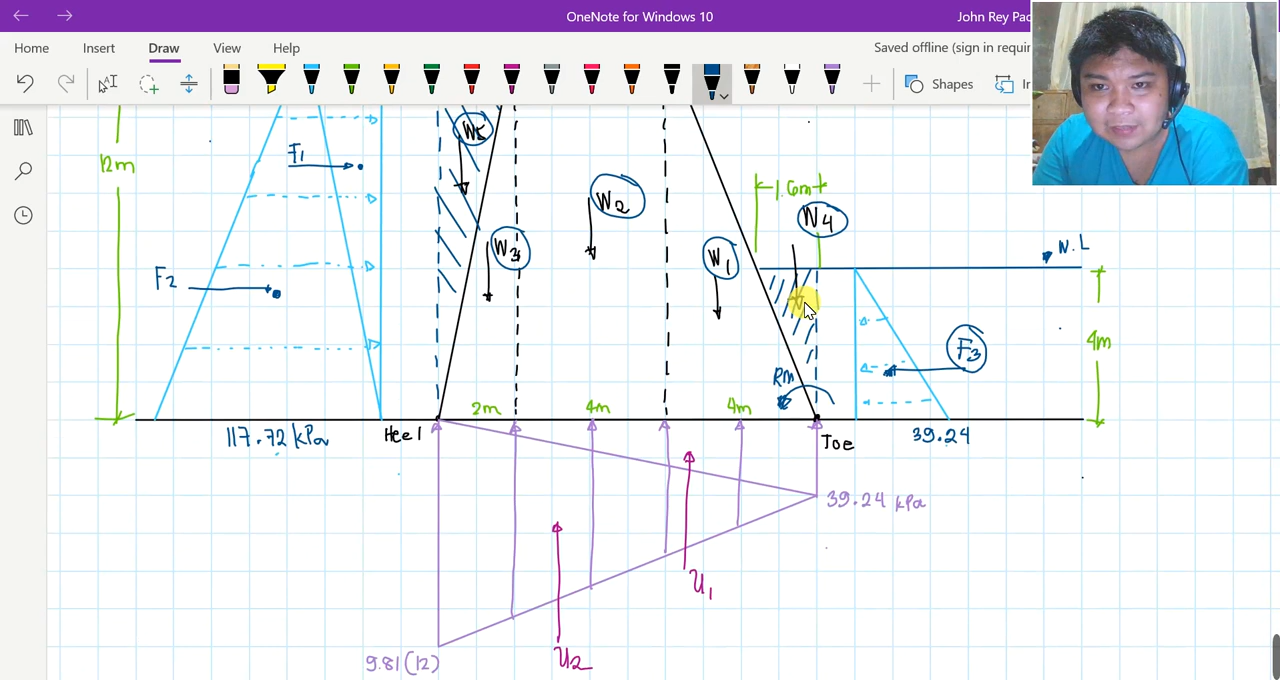 OneNote for Windows 10
John Rey Pac
Home Insert Draw View Help
Saved offline (sign in requir
Shapes
In
12m
F1
W5
W2
1.6m
W4
W3
W1
N.L
F2
F3
4m
Rm
2m
4m
4m
117.72 kPa
Heel
Toe
39.24
39.24 kPa
U1
U2
9.81(12)